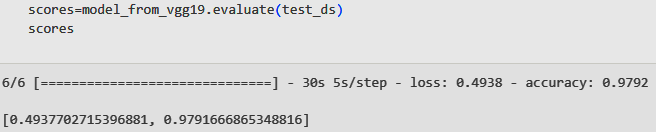 scores=model_from_vgg19.evaluate(test_ds)
scores
6/6 [==============================] - 30s 5s/step - loss: 0.4938 - accuracy: 0.9792
[0.4937702715396881, 0.9791666865348816]